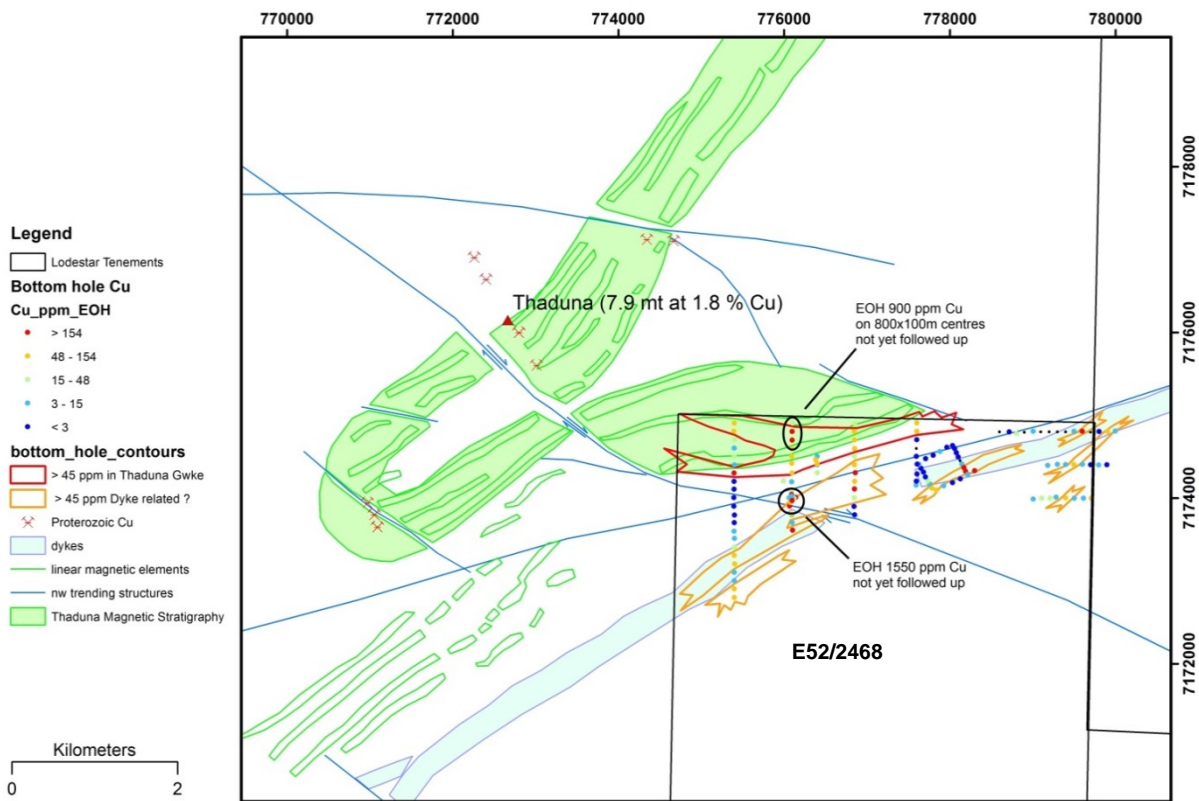 770000
772000
774000
776000
778000
780000
7178000
7176000
7174000
7172000
Legend
Lodestar Tenements
Bottom hole Cu
Cu_ppm_EOH
> 154
48 - 154
15 - 48
3 - 15
< 3
bottom_hole_contours
> 45 ppm in Thaduna Gwke
> 45 ppm Dyke related ?
Proterozoic Cu
dykes
linear magnetic elements
nw trending structures
Thaduna Magnetic Stratigraphy
Kilometers
0 2
Thaduna (7.9 mt at 1.8 % Cu)
EOH 900 ppm Cu
on 800x100m centres
not yet followed up
EOH 1550 ppm Cu
not yet followed up
E52/2468